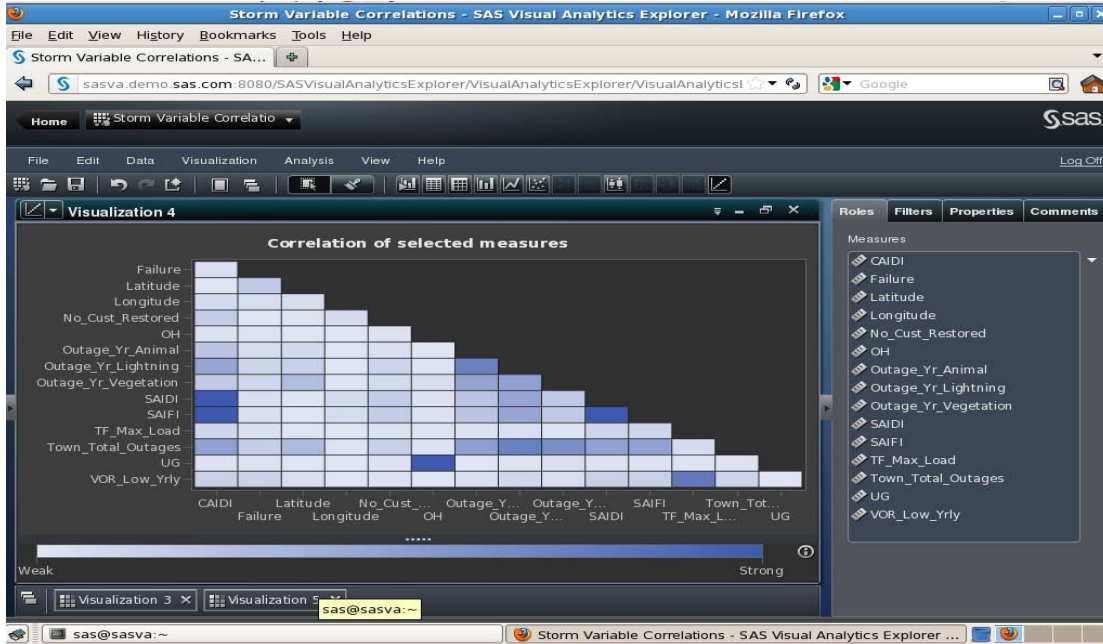 Storm Variable Correlations - SAS Visual Analytics Explorer - Mozilla Firefox
File Edit View History Bookmarks Tools Help
Storm Variable Correlations - SA...
sasva.demo.sas.com:8080/SASVisualAnalyticsExplorer/VisualAnalyticsExplorer/VisualAnalyticsE Google
Home Storm Variable Correlatio sas
File Edit Data Visualization Analysis View Help Log Off
Visualization 4
Roles Filters Properties Comments
Correlation of selected measures
Failure
Latitude
Longitude
No_Cust_Restored
OH
Outage_Yr_Animal
Outage_Yr_Lightning
Outage_Yr_Vegetation
SAIDI
SAIFI
TF_Max_Load
Town_Total_Outages
UG
VOR_Low_Yrly
CAIDI Latitude No_Cust_... Outage_Y... Outage_Y... SAIFI Town_Tot...
Failure Longitude OH Outage_Y... SAIDI TF_Max_L... UG
Weak Strong
Measures
CAIDI
Failure
Latitude
Longitude
No_Cust_Restored
OH
Outage_Yr_Animal
Outage_Yr_Lightning
Outage_Yr_Vegetation
SAIDI
SAIFI
TF_Max_Load
Town_Total_Outages
UG
VOR_Low_Yrly
Visualization 3 Visualization 5
sas@sasva:~
sas@sasva:~ Storm Variable Correlations - SAS Visual Analytics Explorer ...